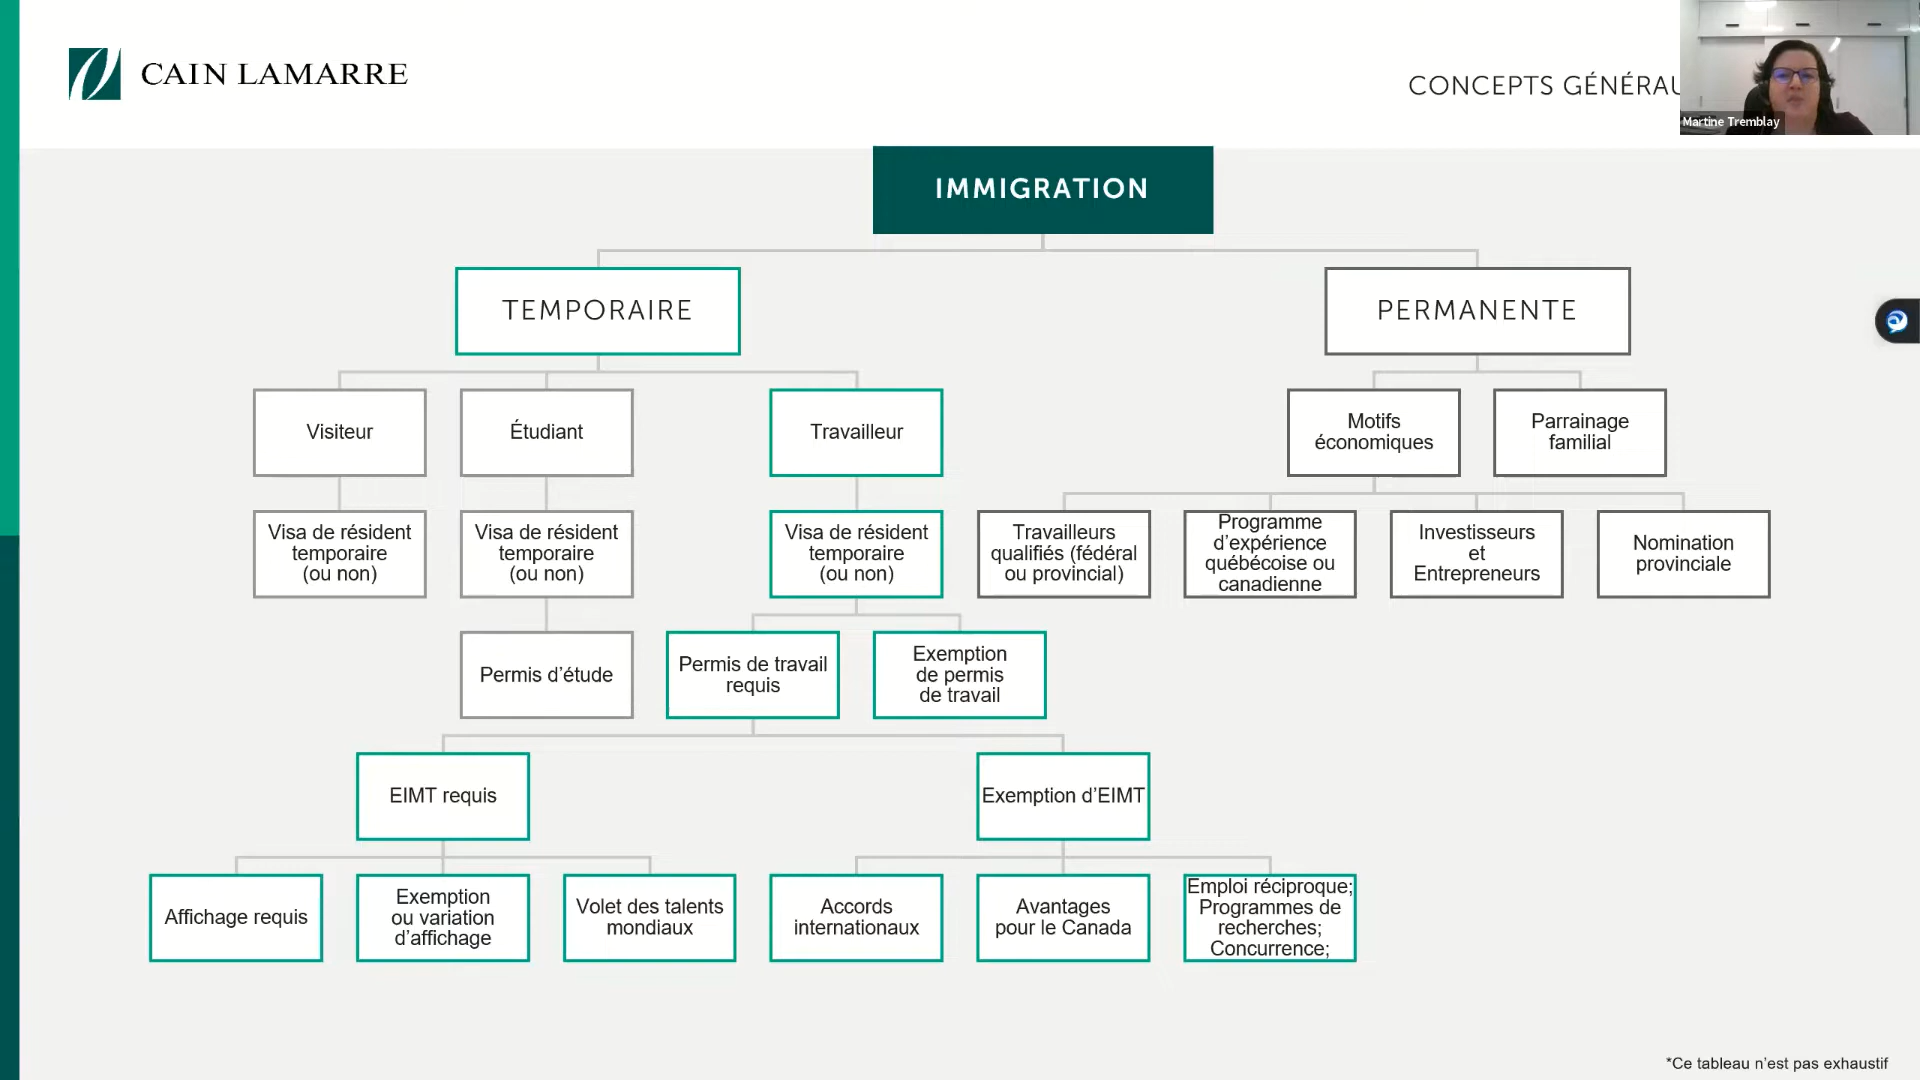 CAIN LAMARRE
CONCEPTS GÉNÉRAU
Martine Tremblay
IMMIGRATION
TEMPORAIRE
PERMANENTE
Visiteur
Étudiant
Travailleur
Motifs
économiques
Parrainage
familial
Visa de résident
temporaire
(ou non)
Visa de résident
temporaire
(ou non)
Visa de résident
temporaire
(ou non)
Travailleurs
qualifiés (fédéral
ou provincial)
Programme
d’expérience
québécoise ou
canadienne
Investisseurs
et
Entrepreneurs
Nomination
provinciale
Permis d’étude
Permis de travail
requis
Exemption
de permis
de travail
EIMT requis
Exemption d’EIMT
Affichage requis
Exemption
ou variation
d’affichage
Volet des talents
mondiaux
Accords
internationaux
Avantages
pour le Canada
Emploi réciproque;
Programmes de
recherches;
Concurrence;
*Ce tableau n’est pas exhaustif